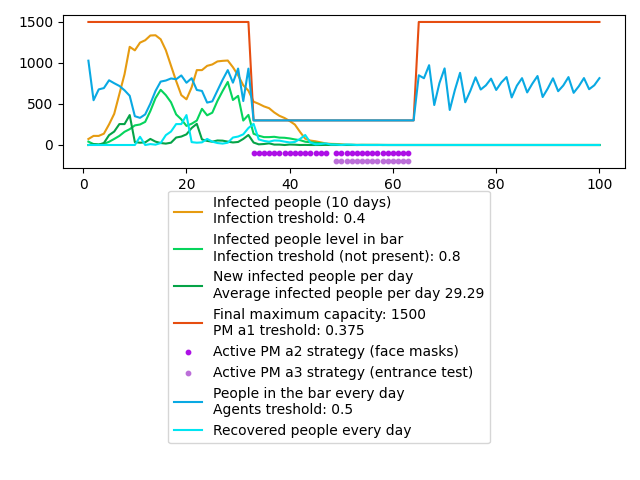 1500
1000
500
0
0 20 40 60 80 100
Infected people (10 days)
Infection treshold: 0.4
Infected people level in bar
Infection treshold (not present): 0.8
New infected people per day
Average infected people per day 29.29
Final maximum capacity: 1500
PM a1 treshold: 0.375
Active PM a2 strategy (face masks)
Active PM a3 strategy (entrance test)
People in the bar every day
Agents treshold: 0.5
Recovered people every day